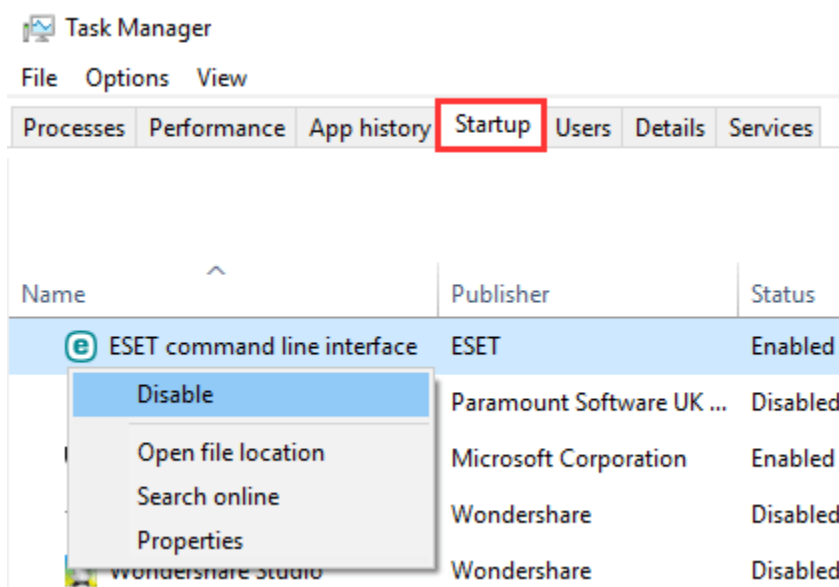 Task Manager
File Options View
Processes Performance App history Startup Users Details Services
Name Publisher Status
ESET command line interface ESET Enabled
Disable
Paramount Software UK ... Disabled
Open file location
Microsoft Corporation Enabled
Search online
Wondershare Disabled
Properties
Wondershare Studio Wondershare Disabled